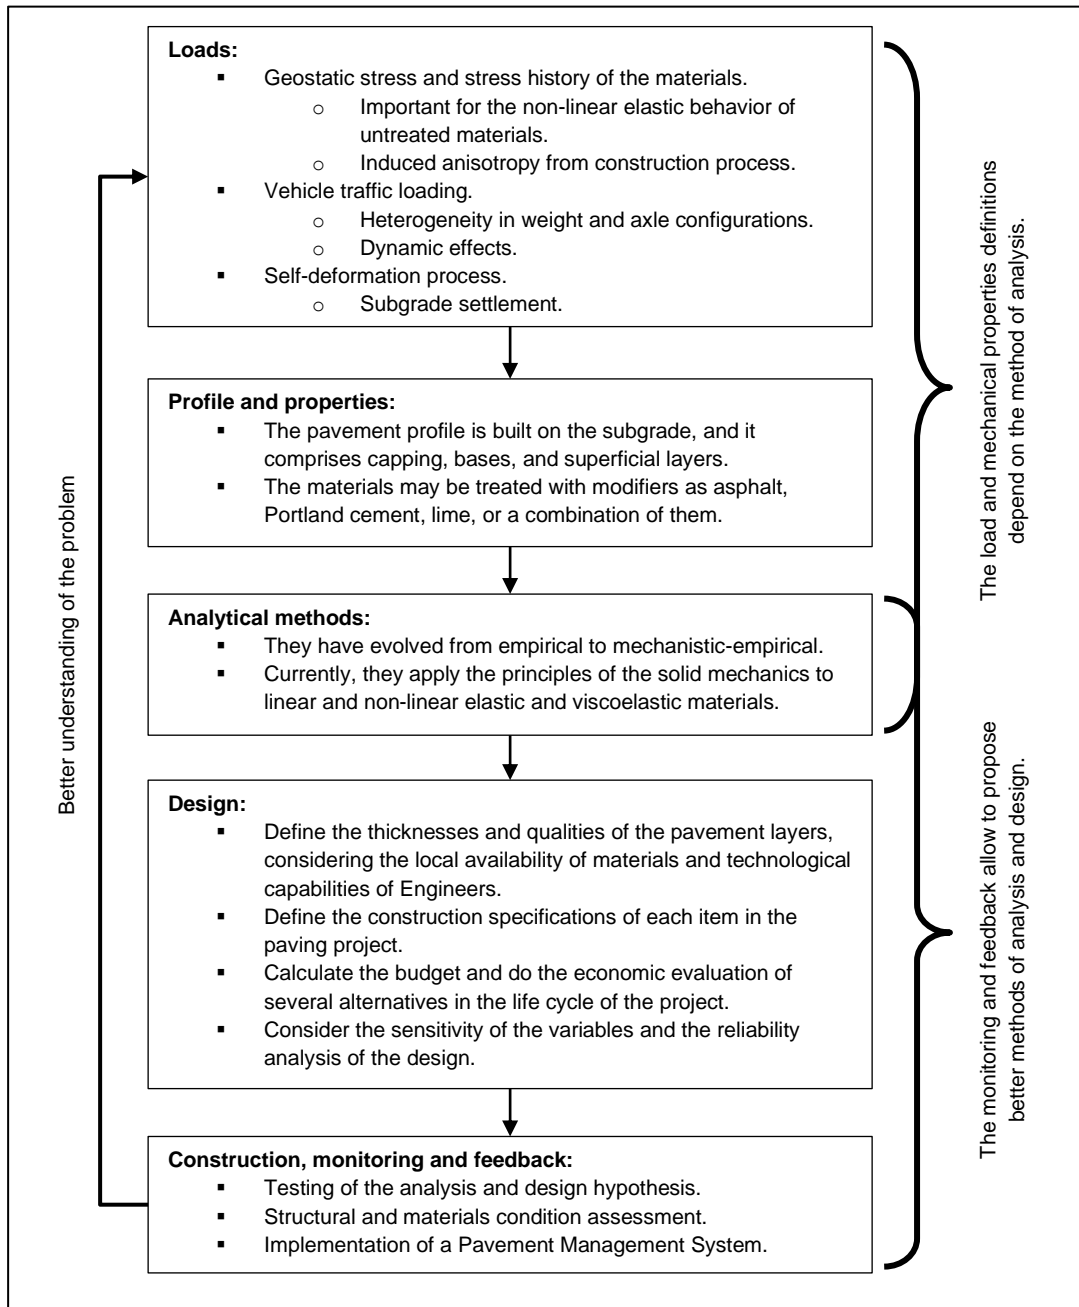 Loads:
▪ Geostatic stress and stress history of the materials.
o Important for the non-linear elastic behavior of
untreated materials.
o Induced anisotropy from construction process.
▪ Vehicle traffic loading.
o Heterogeneity in weight and axle configurations.
o Dynamic effects.
▪ Self-deformation process.
o Subgrade settlement.
Profile and properties:
▪ The pavement profile is built on the subgrade, and it
comprises capping, bases, and superficial layers.
▪ The materials may be treated with modifiers as asphalt,
Portland cement, lime, or a combination of them.
Analytical methods:
▪ They have evolved from empirical to mechanistic-empirical.
▪ Currently, they apply the principles of the solid mechanics to
linear and non-linear elastic and viscoelastic materials.
Design:
▪ Define the thicknesses and qualities of the pavement layers,
considering the local availability of materials and technological
capabilities of Engineers.
▪ Define the construction specifications of each item in the
paving project.
▪ Calculate the budget and do the economic evaluation of
several alternatives in the life cycle of the project.
▪ Consider the sensitivity of the variables and the reliability
analysis of the design.
Construction, monitoring and feedback:
▪ Testing of the analysis and design hypothesis.
▪ Structural and materials condition assessment.
▪ Implementation of a Pavement Management System.
Better understanding of the problem
The load and mechanical properties definitions
depend on the method of analysis.
The monitoring and feedback allow to propose
better methods of analysis and design.